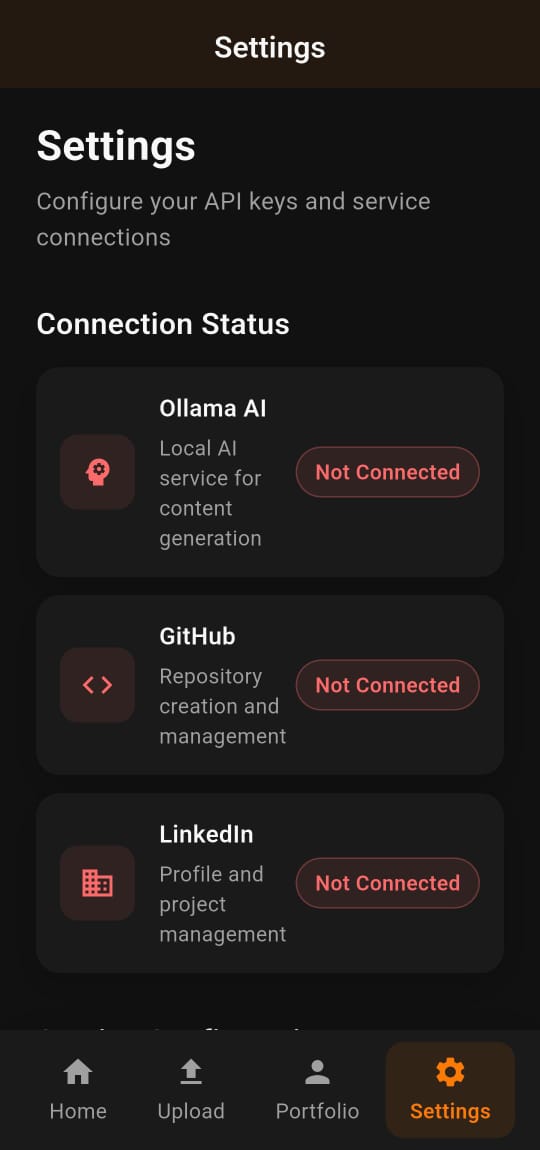 Settings
Settings
Configure your API keys and service
connections
Connection Status
Ollama AI
Local AI
service for
content
generation
Not Connected
GitHub
Repository
creation and
management
Not Connected
LinkedIn
Profile and
project
management
Not Connected
Home
Upload
Portfolio
Settings